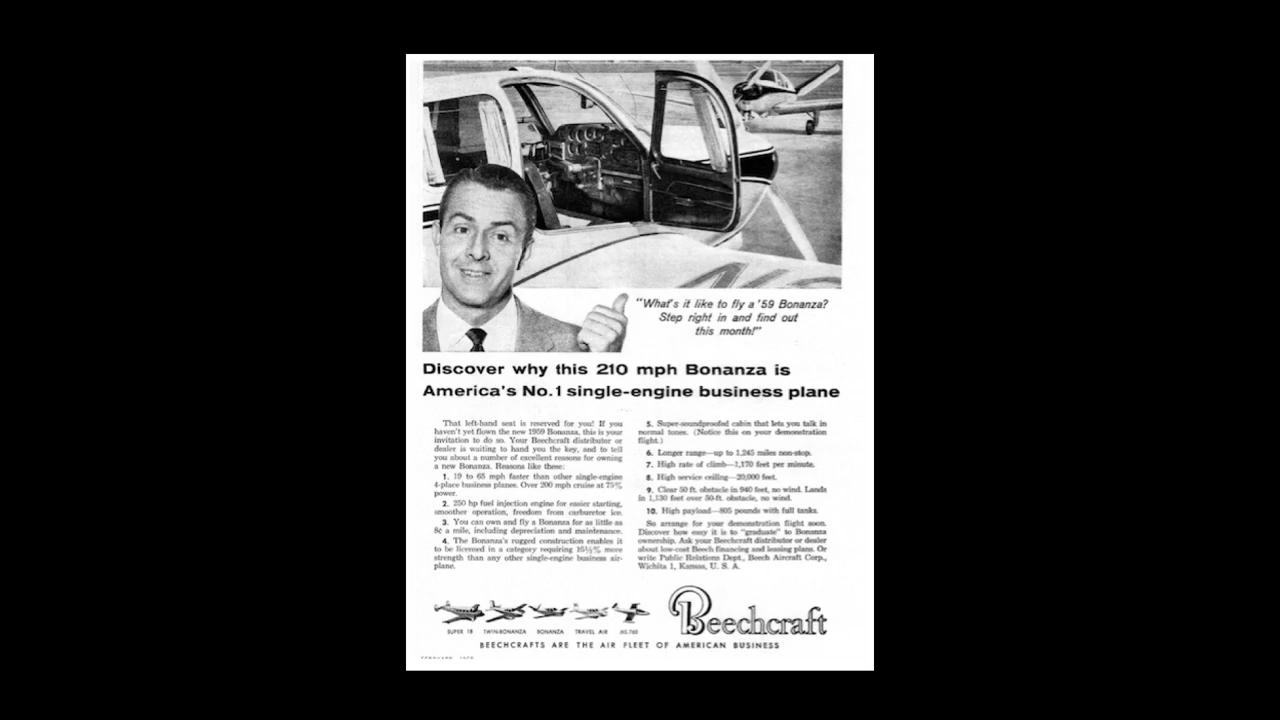 "What's it like to fly a '59 Bonanza?
Step right in and find out
this month!"
Discover why this 210 mph Bonanza is
America's No.1 single-engine business plane
That left-hand seat is reserved for you! If you
haven't yet flown the new 1959 Bonanza, this is your
invitation to do so. Your Beechcraft distributor or
dealer is waiting to hand you the key, and to tell
you about a number of excellent reasons for owning
a new Bonanza. Reasons like these:
1. 19 to 65 mph faster than other single-engine
4-place business planes. Over 200 mph cruise at 75%
power.
2. 250 hp fuel injection engine for easier starting,
smoother operation, freedom from carburetor ice.
3. You can own and fly a Bonanza for as little as
8¢ a mile, including depreciation and maintenance.
4. The Bonanza's rugged construction enables it
to be licensed in a category requiring more
strength than any other single-engine business air-
plane.
5. Super-soundproofed cabin that lets you talk in
normal tones. (Notice this on your demonstration
flight.)
6. Longer range—up to 1,245 miles non-stop.
7. High rate of climb—1,170 feet per minute.
8. High service ceiling—20,000 feet.
9. Clear 50 ft. obstacle in 940 feet, no wind. Lands
in 1,130 feet over 50-ft. obstacle, no wind.
10. High payload—805 pounds with full tanks.
So arrange for your demonstration flight soon.
Discover how easy it is to "graduate" to Bonanza
ownership. Ask your Beechcraft distributor or dealer
about low-cost Beech financing and leasing plans. Or
write Public Relations Dept., Beech Aircraft Corp.,
Wichita 1, Kansas, U. S. A.
SUPER 18 TWIN-BONANZA BONANZA TRAVEL AIR MS-760
Beechcraft
BEECHCRAFTS ARE THE AIR FLEET OF AMERICAN BUSINESS